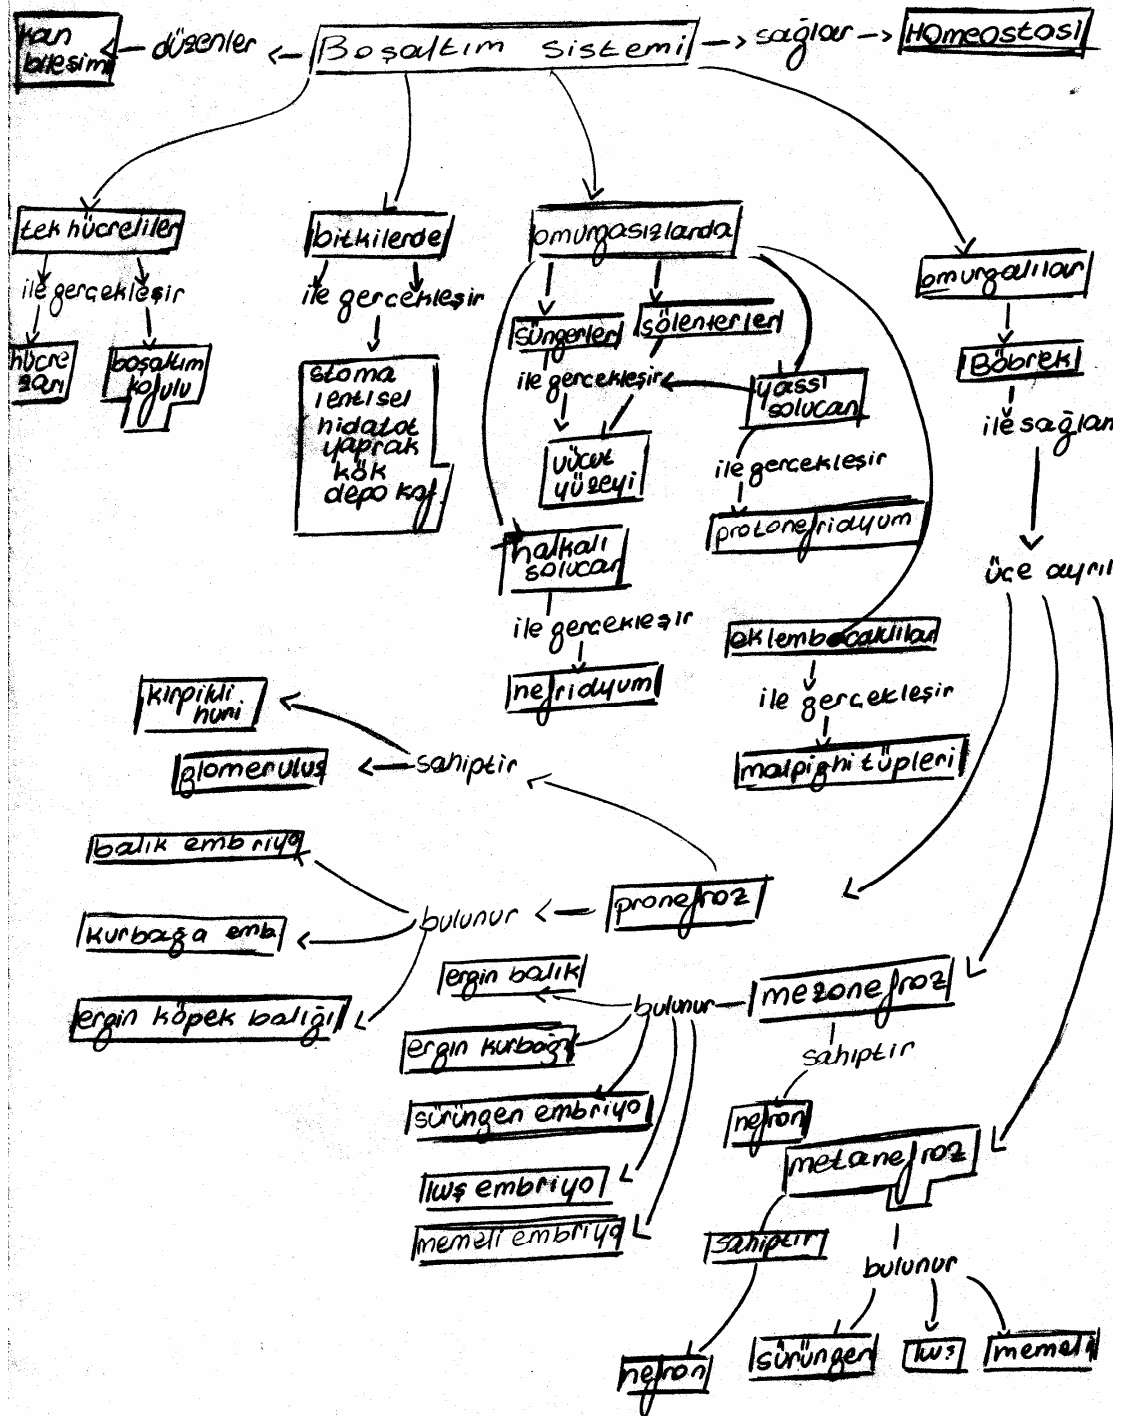 kan
bileşimi
düzenler
Boşaltım sistemi
sağlar
Homeostosi
tek hücreliler
ile gerçekleşir
hücre
zarı
boşaltım
kofulu
bitkilerde
ile gerçekleşir
stoma
lentisel
hidatot
yaprak
kök
depo kof.
omurgasızlarda
süngerler
sölenterler
ile gerçekleşir
vücut
yüzeyi
yassı
solucan
ile gerçekleşir
protonefridyum
halkalı
solucan
ile gerçekleşir
nefridyum
eklembacaklılar
ile gerçekleşir
malpighi tüpleri
omurgalılar
Böbrek
ile sağlan
üçe ayrıl
kirpikli
huni
glomerulus
sahiptir
balık embriyo
kurbağa emb.
ergin köpek balığı
bulunur
pronefroz
ergin balık
ergin kurbağa
sürüngen embriyo
kuş embriyo
memeli embriyo
bulunur
mezonefroz
sahiptir
nefron
metanefroz
sahiptir
nefron
bulunur
sürüngen
kuş
memeli